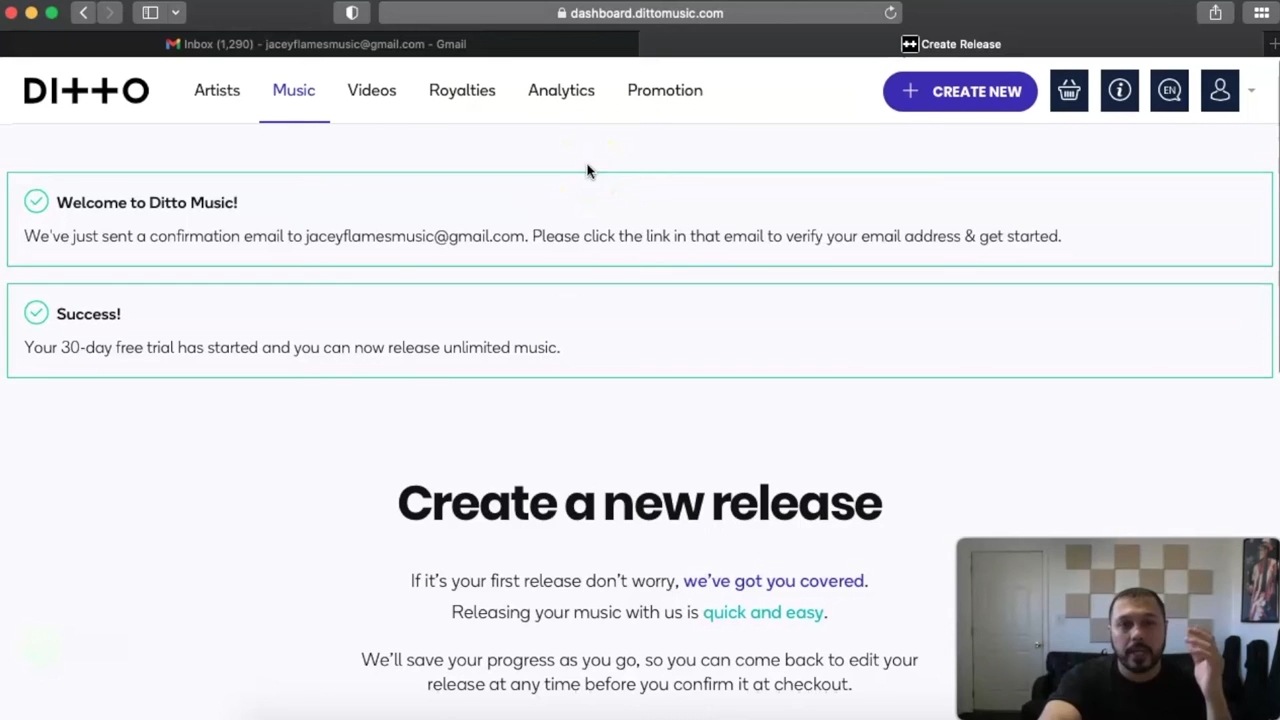 dashboard.dittomusic.com
Inbox (1,290) - jaceyflamesmusic@gmail.com - Gmail
Create Release
DITTO
Artists
Music
Videos
Royalties
Analytics
Promotion
+ CREATE NEW
EN
Welcome to Ditto Music!
We've just sent a confirmation email to jaceyflamesmusic@gmail.com. Please click the link in that email to verify your email address & get started.
Success!
Your 30-day free trial has started and you can now release unlimited music.
Create a new release
If it's your first release don't worry, we've got you covered.
Releasing your music with us is quick and easy.
We'll save your progress as you go, so you can come back to edit your
release at any time before you confirm it at checkout.